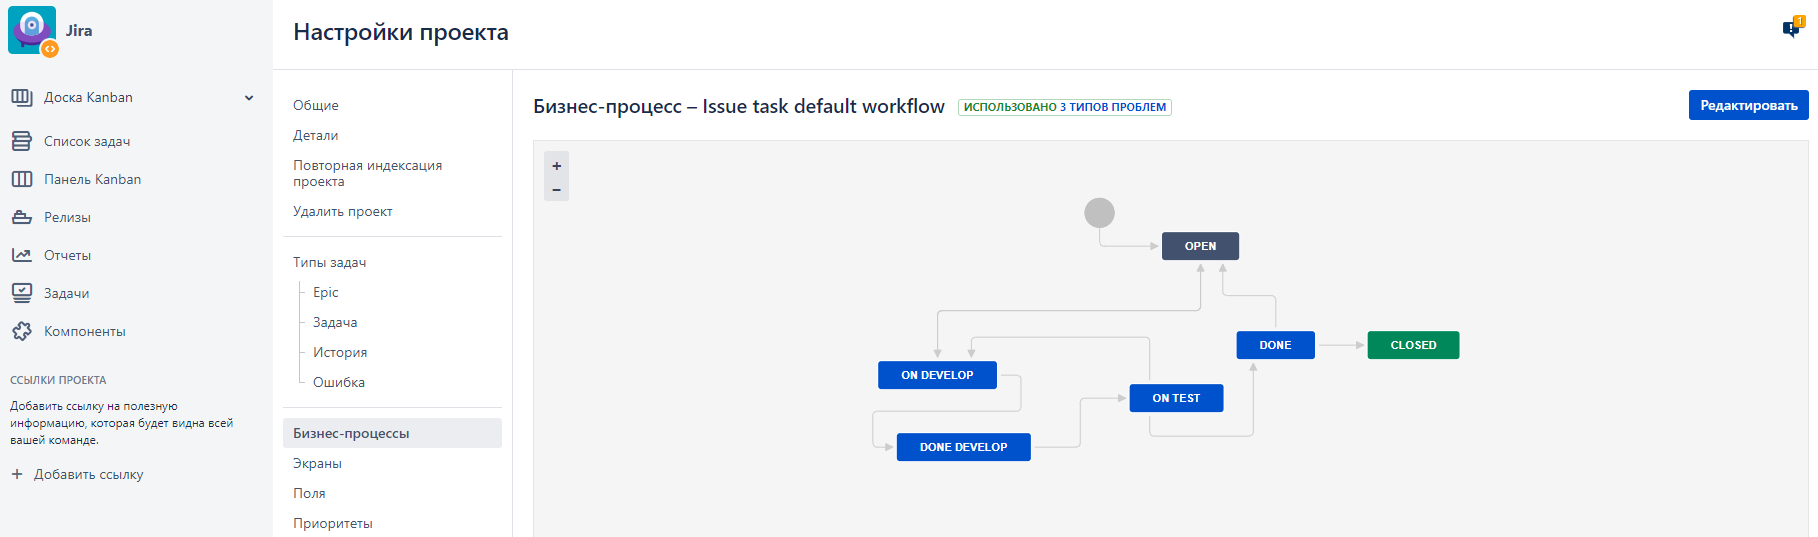 Jira
Доска Kanban
Список задач
Панель Kanban
Релизы
Отчеты
Задачи
Компоненты
ССЫЛКИ ПРОЕКТА
Добавить ссылку на полезную
информацию, которая будет видна всей
вашей команде.
+ Добавить ссылку
Настройки проекта
1
Общие
Детали
Повторная индексация
проекта
Удалить проект
Типы задач
Epic
Задача
История
Ошибка
Бизнес-процессы
Экраны
Поля
Приоритеты
Бизнес-процесс – Issue task default workflow
ИСПОЛЬЗОВАНО 3 ТИПОВ ПРОБЛЕМ
Редактировать
+
−
OPEN
DONE
CLOSED
ON DEVELOP
ON TEST
DONE DEVELOP